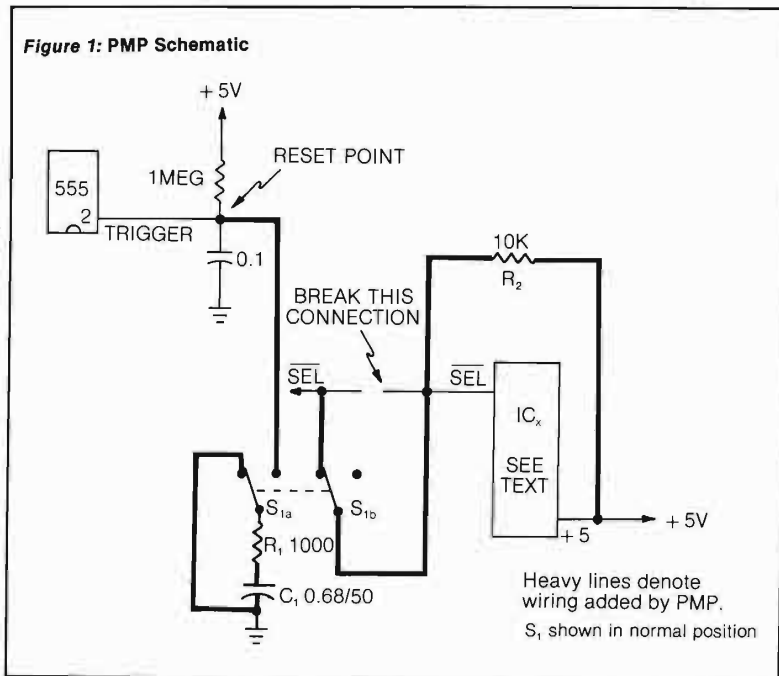 Figure 1: PMP Schematic
+ 5V
RESET POINT
1MEG
555
2
TRIGGER
0.1
10K
R₂
BREAK THIS
CONNECTION
SEL
SEL
ICₓ
SEE
TEXT
S₁ₐ
S₁b
+ 5
+ 5V
R₁ 1000
C₁ 0.68/50
Heavy lines denote
wiring added by PMP.
S₁ shown in normal position